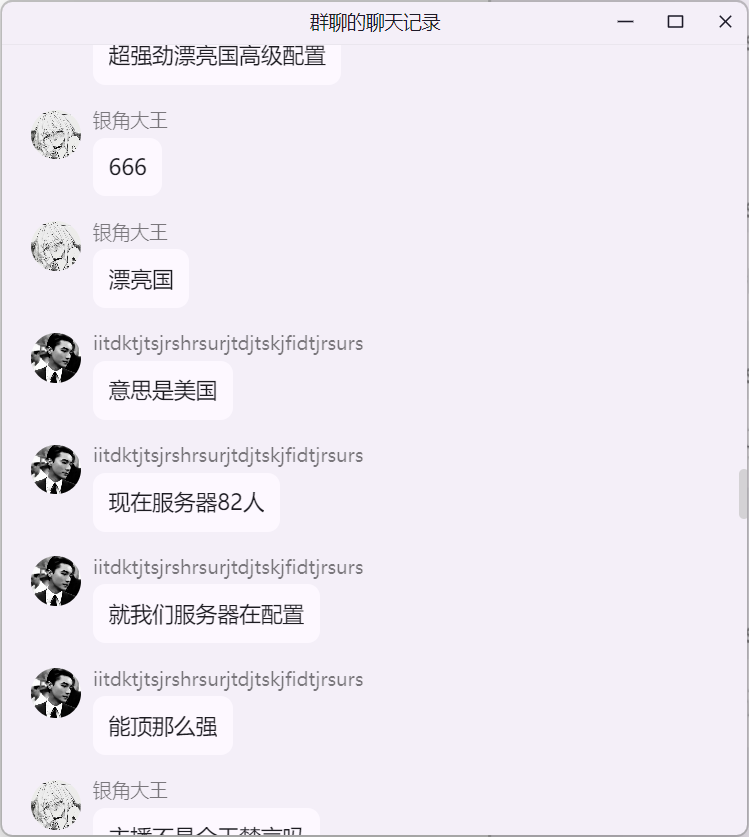 群聊的聊天记录
超强劲漂亮国高级配置
银角大王
666
银角大王
漂亮国
iitdktjtsjrshrsurjtdjtskjfidtjrsurs
意思是美国
iitdktjtsjrshrsurjtdjtskjfidtjrsurs
现在服务器82人
iitdktjtsjrshrsurjtdjtskjfidtjrsurs
就我们服务器在配置
iitdktjtsjrshrsurjtdjtskjfidtjrsurs
能顶那么强
银角大王